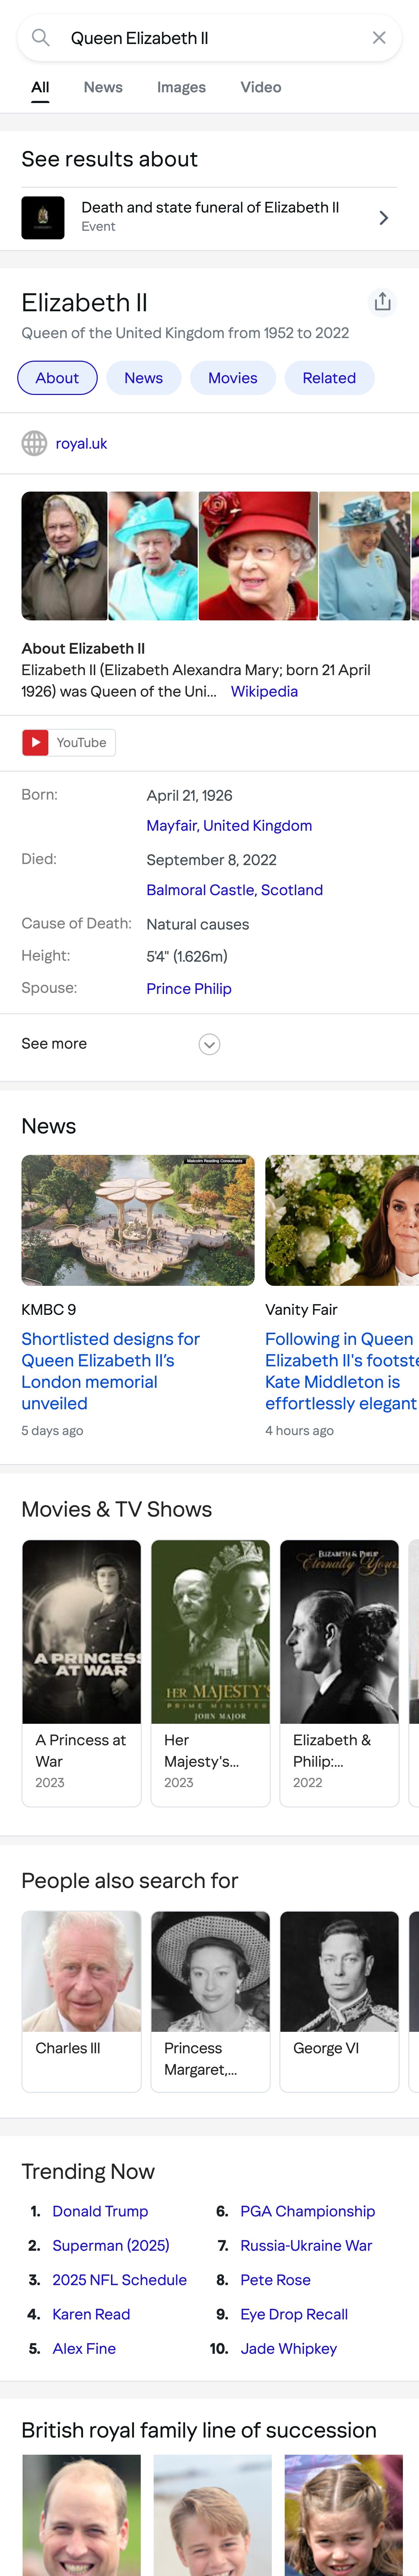 Queen Elizabeth II
All News Images Video
See results about
Death and state funeral of Elizabeth II
Event
Elizabeth II
Queen of the United Kingdom from 1952 to 2022
About News Movies Related
royal.uk
About Elizabeth II
Elizabeth II (Elizabeth Alexandra Mary; born 21 April
1926) was Queen of the Uni... Wikipedia
YouTube
Born: April 21, 1926
Mayfair, United Kingdom
Died: September 8, 2022
Balmoral Castle, Scotland
Cause of Death: Natural causes
Height: 5'4" (1.626m)
Spouse: Prince Philip
See more
News
Malcolm Reading Consultants
KMBC 9
Shortlisted designs for
Queen Elizabeth II's
London memorial
unveiled
5 days ago
Vanity Fair
Following in Queen
Elizabeth II's footste
Kate Middleton is
effortlessly elegant
4 hours ago
Movies & TV Shows
A PRINCESS
AT WAR
A Princess at
War
2023
HER MAJESTY'S
PRIME MINISTER
JOHN MAJOR
Her
Majesty's...
2023
ELIZABETH & PHILIP
Eternally Yours
Elizabeth &
Philip:...
2022
People also search for
Charles III
Princess
Margaret,...
George VI
Trending Now
1. Donald Trump
2. Superman (2025)
3. 2025 NFL Schedule
4. Karen Read
5. Alex Fine
6. PGA Championship
7. Russia-Ukraine War
8. Pete Rose
9. Eye Drop Recall
10. Jade Whipkey
British royal family line of succession